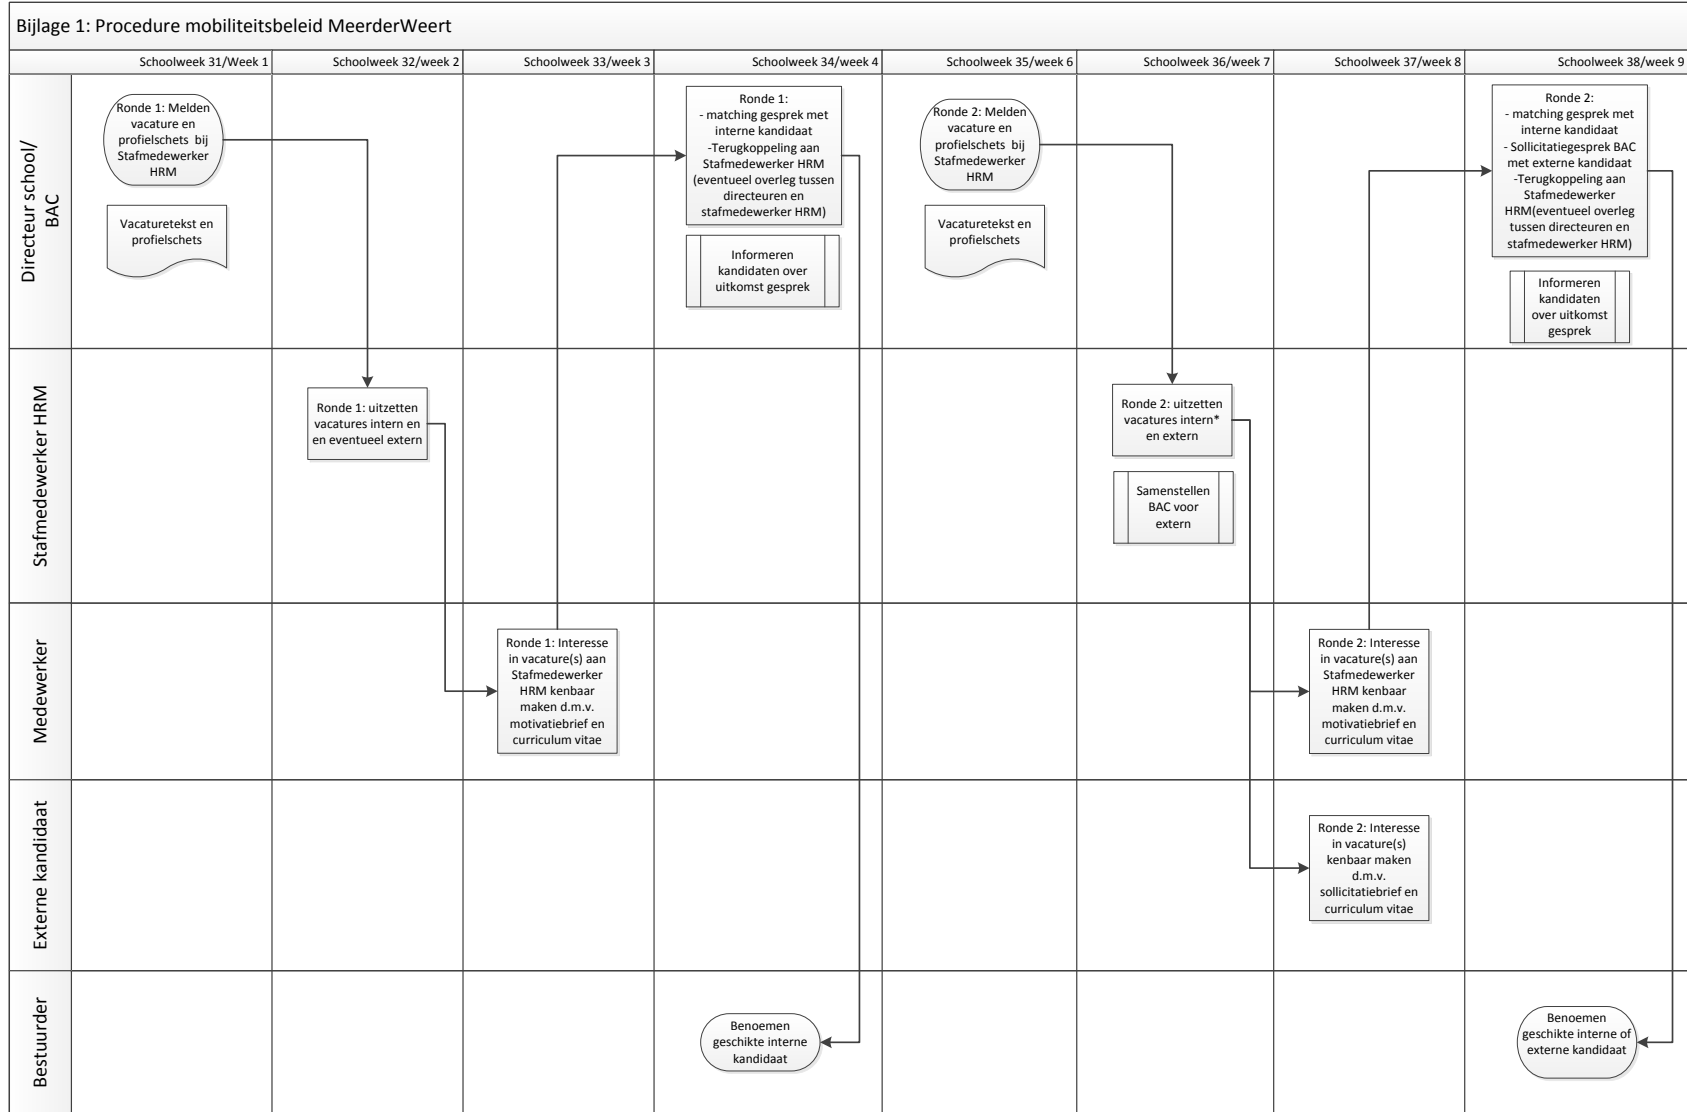 Bijlage 1: Procedure mobiliteitsbeleid MeerderWeert
Schoolweek 31/Week 1
Schoolweek 32/week 2
Schoolweek 33/week 3
Schoolweek 34/week 4
Schoolweek 35/week 6
Schoolweek 36/week 7
Schoolweek 37/week 8
Schoolweek 38/week 9
Directeur school/
BAC
Ronde 1: Melden
vacature en
profielschets bij
Stafmedewerker
HRM
Vacaturetekst en
profielschets
Ronde 1:
- matching gesprek met
interne kandidaat
-Terugkoppeling aan
Stafmedewerker HRM
(eventueel overleg tussen
directeuren en
stafmedewerker HRM)
Informeren
kandidaten over
uitkomst gesprek
Ronde 2: Melden
vacature en
profielschets bij
Stafmedewerker
HRM
Vacaturetekst en
profielschets
Ronde 2:
- matching gesprek met
interne kandidaat
- Sollicitatiegesprek BAC
met externe kandidaat
-Terugkoppeling aan
Stafmedewerker
HRM(eventueel overleg
tussen directeuren en
stafmedewerker HRM)
Informeren
kandidaten
over uitkomst
gesprek
Stafmedewerker HRM
Ronde 1: uitzetten
vacatures intern en
en eventueel extern
Ronde 2: uitzetten
vacatures intern*
en extern
Samenstellen
BAC voor
extern
Medewerker
Ronde 1: Interesse
in vacature(s) aan
Stafmedewerker
HRM kenbaar
maken d.m.v.
motivatiebrief en
curriculum vitae
Ronde 2: Interesse
in vacature(s) aan
Stafmedewerker
HRM kenbaar
maken d.m.v.
motivatiebrief en
curriculum vitae
Externe kandidaat
Ronde 2: Interesse
in vacature(s)
kenbaar maken
d.m.v.
sollicitatiebrief en
curriculum vitae
Bestuurder
Benoemen
geschikte interne
kandidaat
Benoemen
geschikte interne of
externe kandidaat